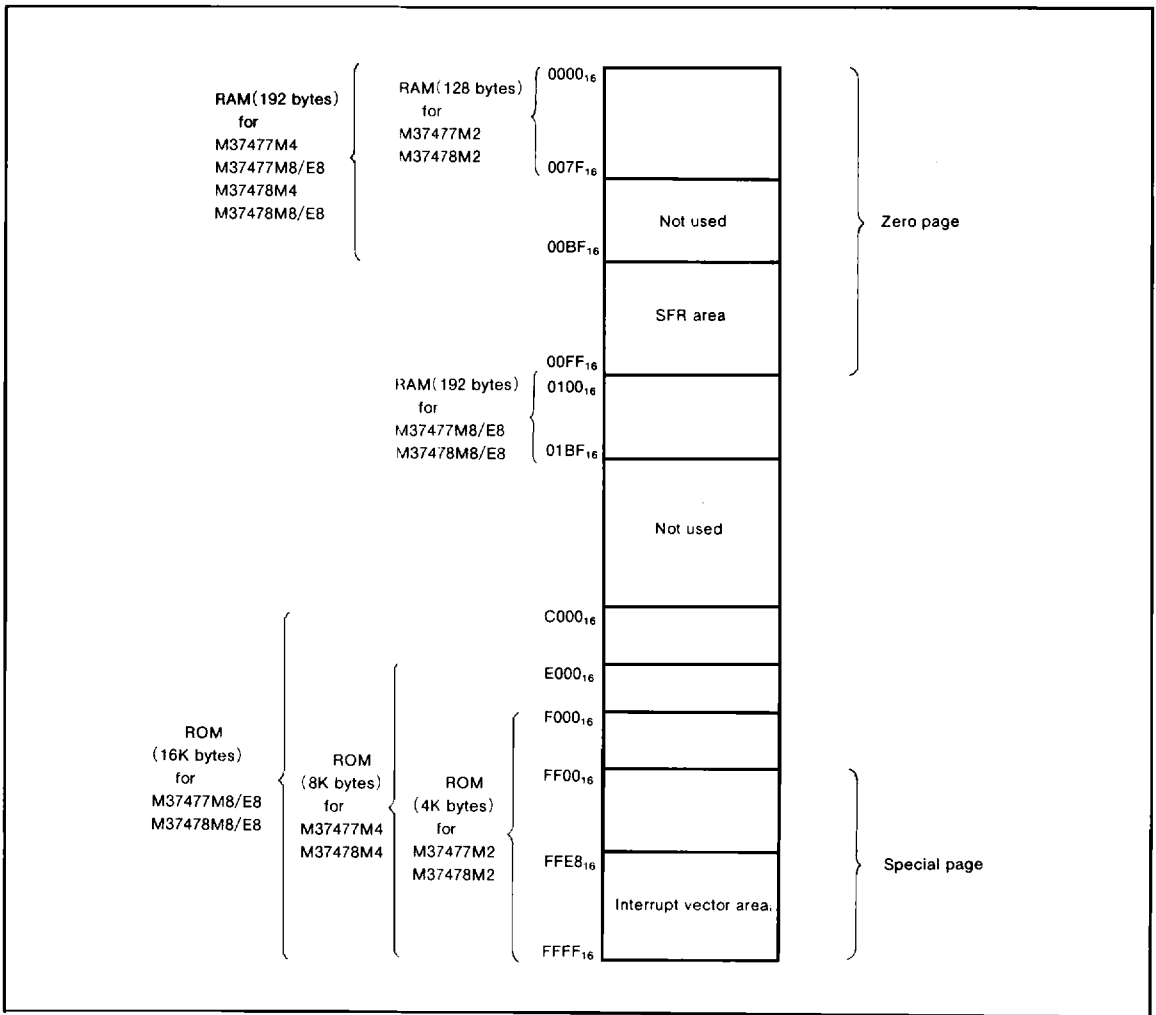 RAM(192 bytes)
for
M37477M4
M37477M8/E8
M37478M4
M37478M8/E8
RAM(128 bytes)
for
M37477M2
M37478M2
0000₁₆
007F₁₆
Not used
00BF₁₆
SFR area
00FF₁₆
Zero page
RAM(192 bytes)
for
M37477M8/E8
M37478M8/E8
0100₁₆
01BF₁₆
Not used
C000₁₆
E000₁₆
F000₁₆
FF00₁₆
FFE8₁₆
Interrupt vector area.
FFFF₁₆
Special page
ROM
(16K bytes)
for
M37477M8/E8
M37478M8/E8
ROM
(8K bytes)
for
M37477M4
M37478M4
ROM
(4K bytes)
for
M37477M2
M37478M2